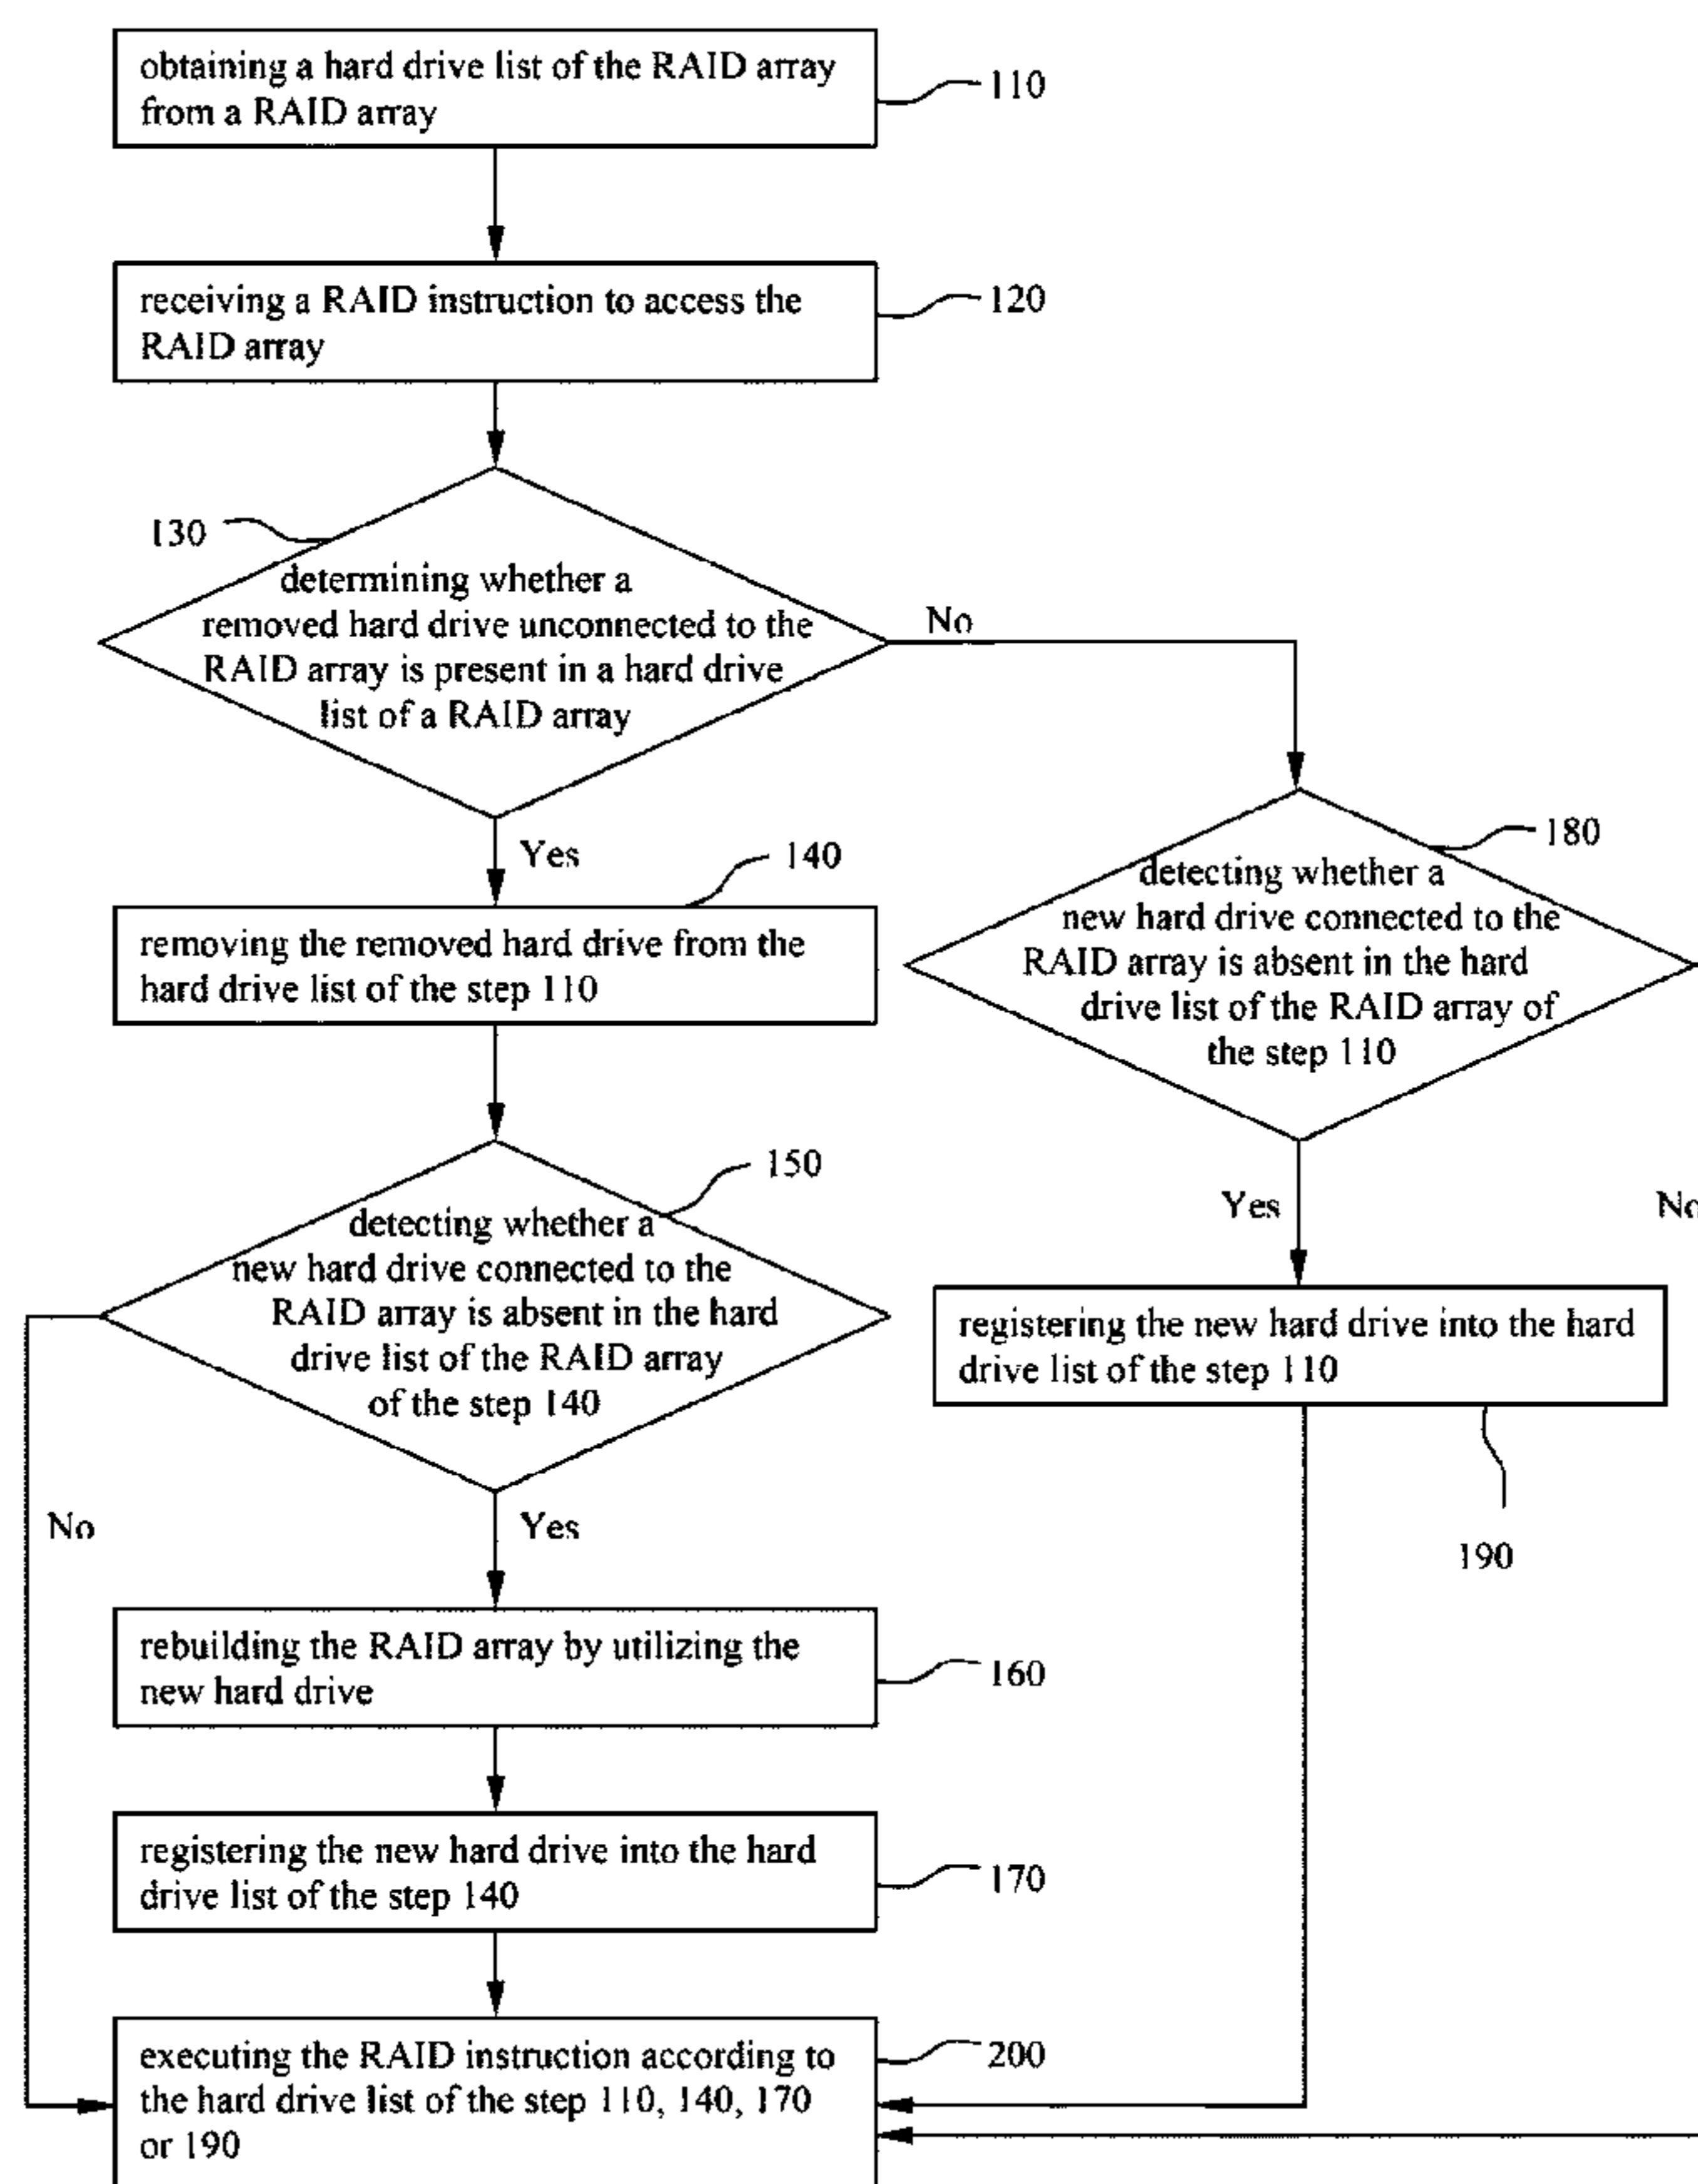 obtaining a hard drive list of the RAID array
from a RAID array
110
receiving a RAID instruction to access the
RAID array
120
130
determining whether a
removed hard drive unconnected to the
RAID array is present in a hard drive
list of a RAID array
No
Yes
140
removing the removed hard drive from the
hard drive list of the step 110
180
detecting whether a
new hard drive connected to the
RAID array is absent in the hard
drive list of the RAID array of
the step 110
150
detecting whether a
new hard drive connected to the
RAID array is absent in the hard
drive list of the RAID array
of the step 140
Yes
No
registering the new hard drive into the hard
drive list of the step 110
190
No
Yes
rebuilding the RAID array by utilizing the
new hard drive
160
registering the new hard drive into the hard
drive list of the step 140
170
executing the RAID instruction according to
the hard drive list of the step 110, 140, 170
or 190
200